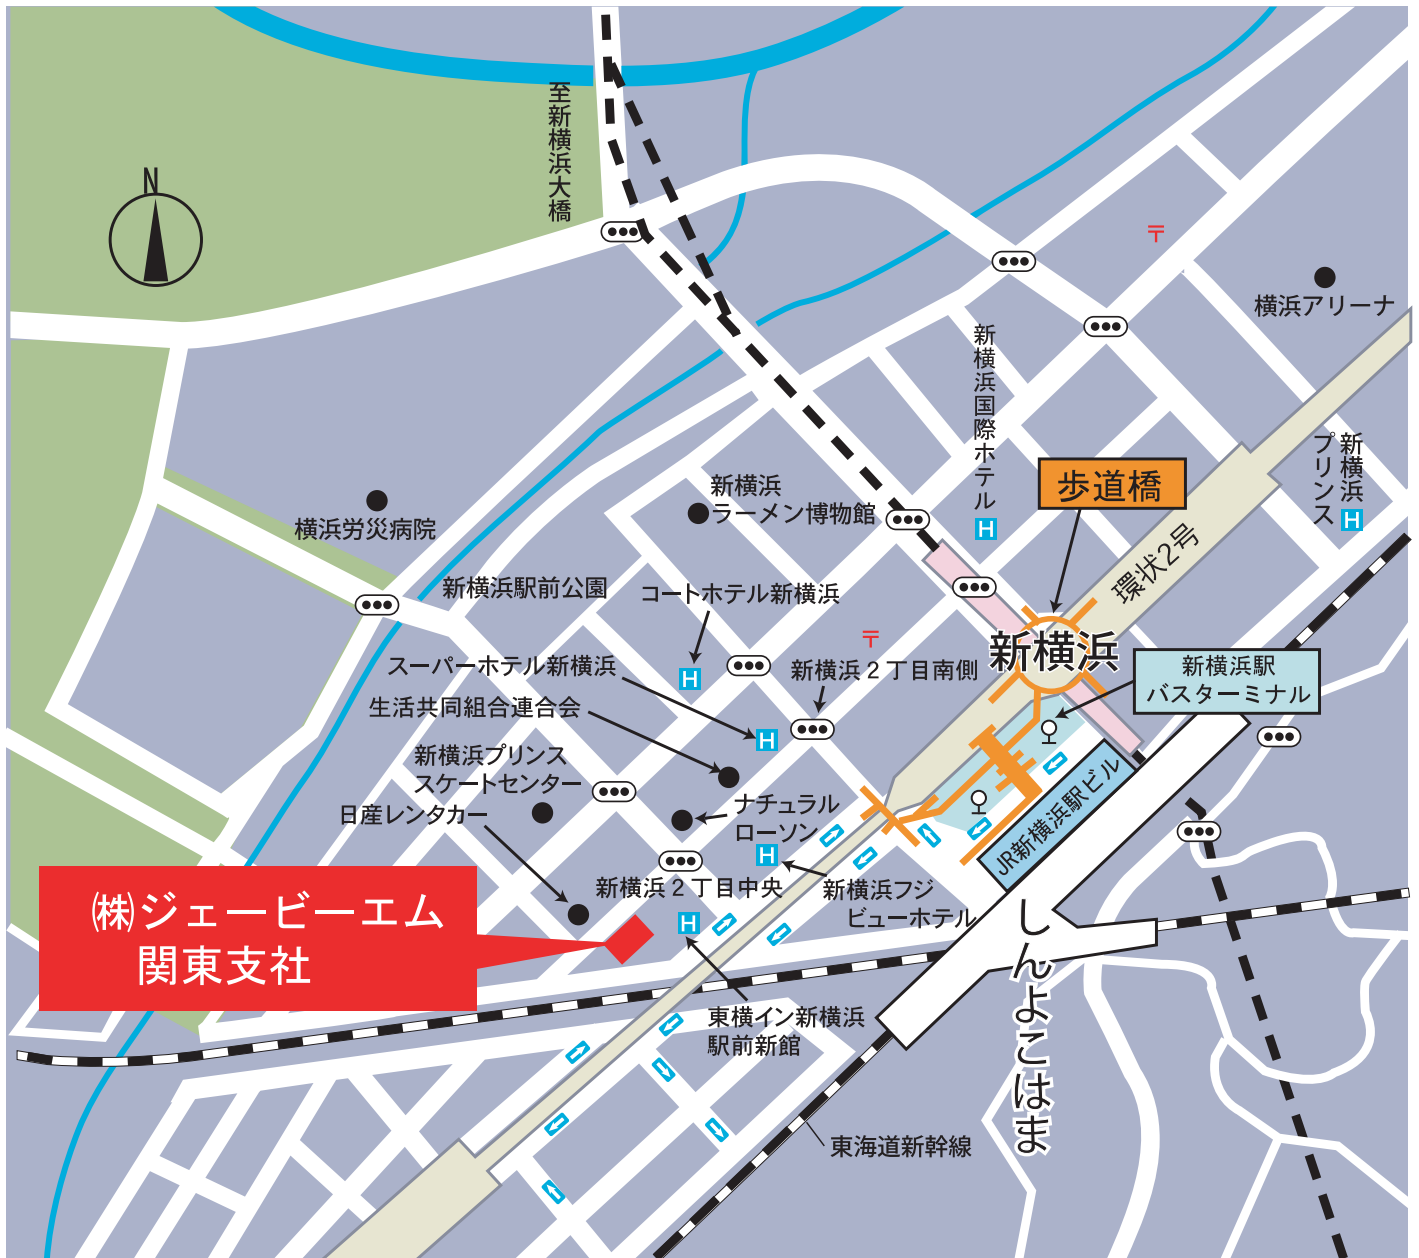 至新横浜大橋
N
〒
横浜アリーナ
新横浜国際ホテル
H
新横浜
プリンス
H
歩道橋
新横浜
ラーメン博物館
環状2号
横浜労災病院
新横浜駅前公園
コートホテル新横浜
H
〒
新横浜
新横浜2丁目南側
新横浜駅
バスターミナル
スーパーホテル新横浜
H
生活共同組合連合会
新横浜プリンス
スケートセンター
日産レンタカー
ナチュラル
ローソン
H
JR新横浜駅ビル
新横浜2丁目中央
H
新横浜フジ
ビューホテル
㈱ジェービーエム
関東支社
しんよこはま
東横イン新横浜
駅前新館
東海道新幹線